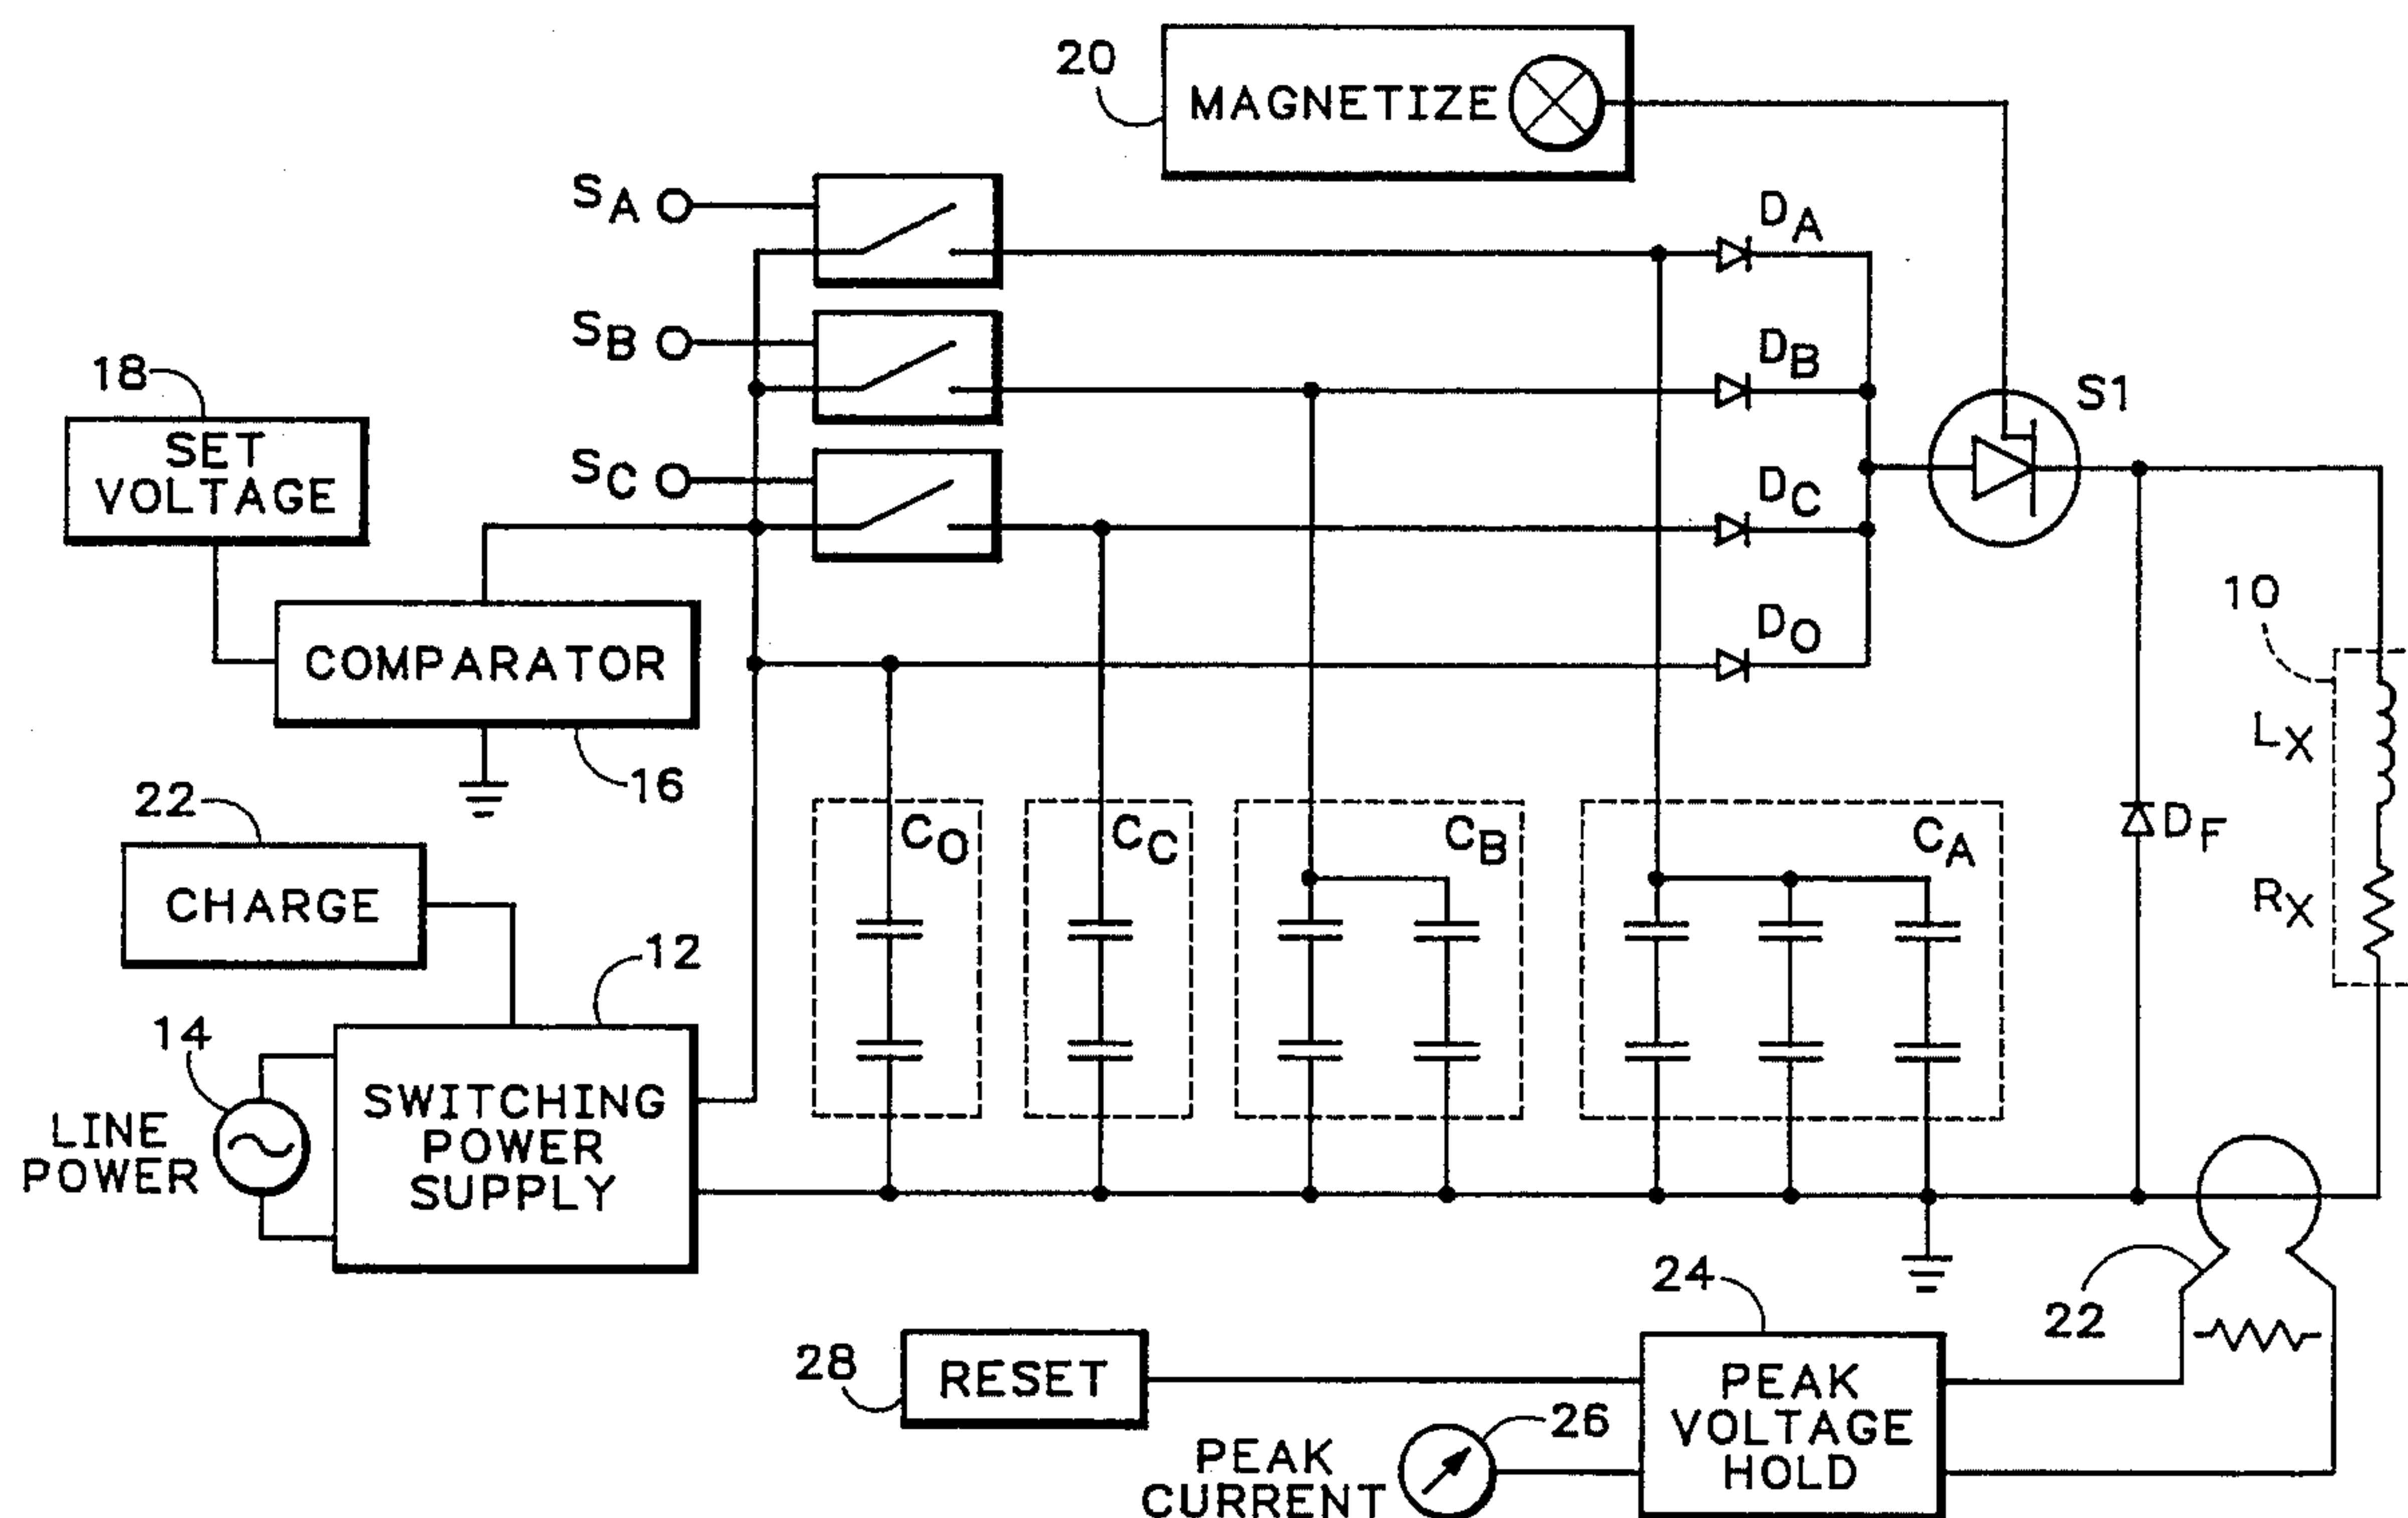 20
MAGNETIZE
SA
DA
SB
DB
18
S1
SET
VOLTAGE
SC
DC
10
DO
COMPARATOR
LX
16
22
CO
CC
CB
CA
DF
CHARGE
RX
12
14
LINE
POWER
SWITCHING
POWER
SUPPLY
24
22
28
RESET
PEAK
VOLTAGE
HOLD
26
PEAK
CURRENT